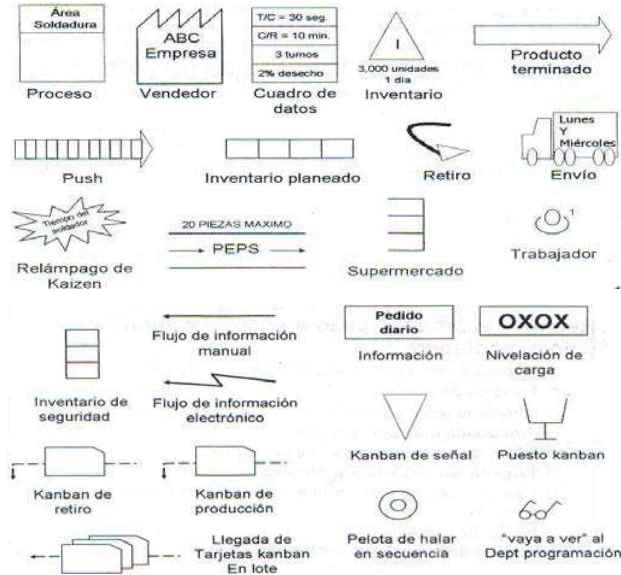 Área
Soldadura
Proceso
ABC
Empresa
Vendedor
T/C = 30 seg.
C/R = 10 min.
3 turnos
2% desecho
Cuadro de
datos
I
3,000 unidades
1 dia
Inventario
Producto
terminado
Push
Inventario planeado
Retiro
Lunes
Y
Miércoles
Envío
Tiempo del
soldador
Relámpago de
Kaizen
20 PIEZAS MAXIMO
PEPS
Supermercado
1
Trabajador
Inventario de
seguridad
Flujo de información
manual
Flujo de información
electrónico
Pedido
diario
Información
OXOX
Nivelación de
carga
Kanban de señal
Puesto kanban
Kanban de
retiro
Kanban de
producción
Llegada de
Tarjetas kanban
En lote
Pelota de halar
en secuencia
"vaya a ver" al
Dept programación